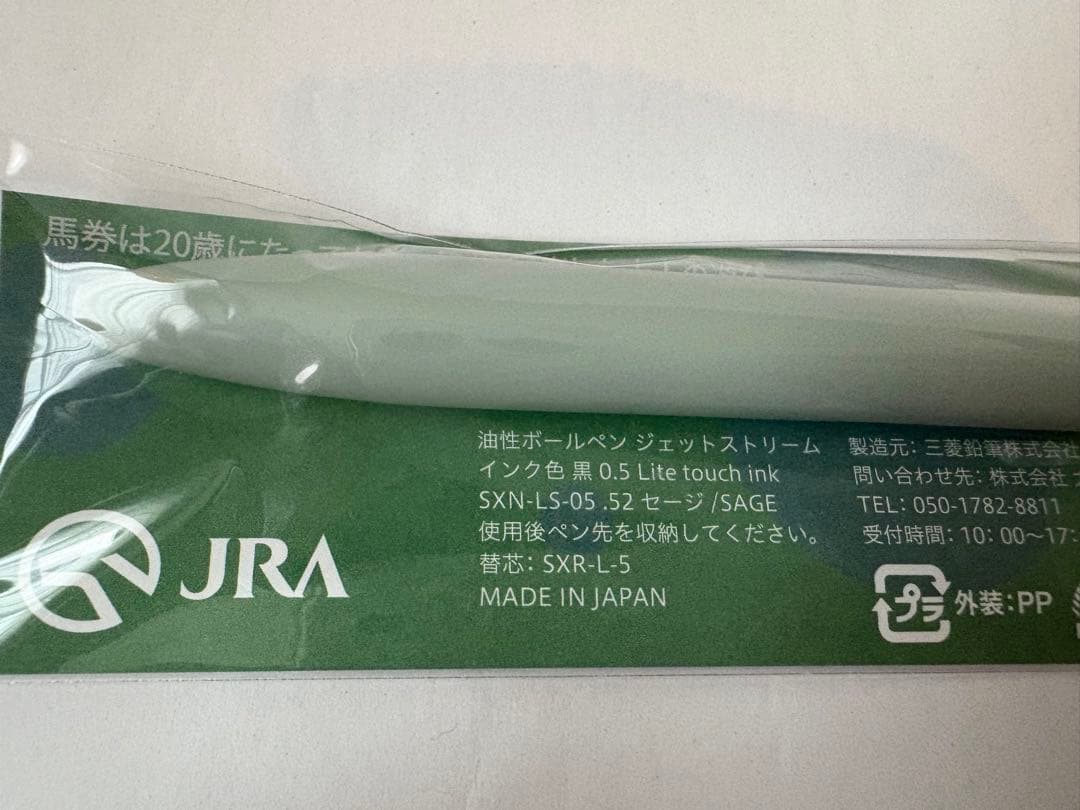 馬券は20歳になって
JRA
油性ボールペン ジェットストリーム
インク色 黒 0.5 Lite touch ink
SXN-LS-05 .52 セージ /SAGE
使用後ペン先を収納してください。
替芯：SXR-L-5
MADE IN JAPAN
製造元：三菱鉛筆株式会社
問い合わせ先：株式会社
TEL：050-1782-8811
受付時間：10：00～17：
プラ 外装：PP